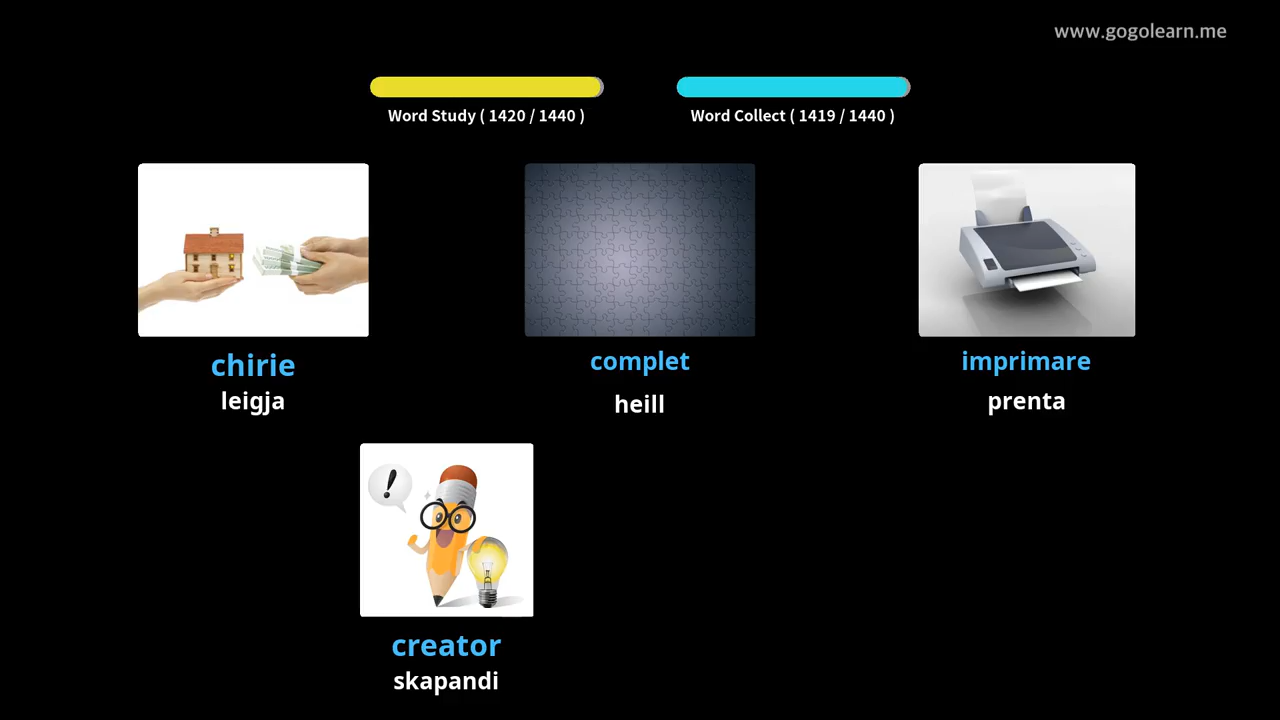 www.gogolearn.me
Word Study ( 1420 / 1440 )
Word Collect ( 1419 / 1440 )
chirie
leigja
complet
heill
imprimare
prenta
!
creator
skapandi